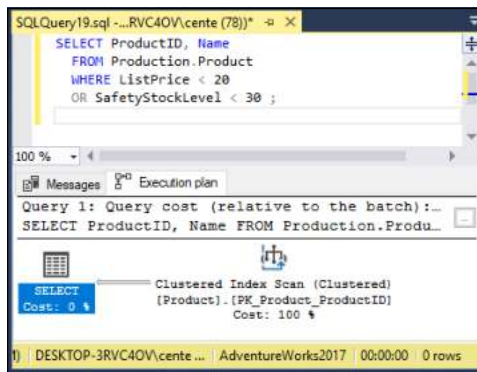 SQLQuery19.sql -...RVC4OV\cente (78))*
SELECT ProductID, Name
FROM Production.Product
WHERE ListPrice < 20
OR SafetyStockLevel < 30 ;
100 %
Messages Execution plan
Query 1: Query cost (relative to the batch):…
SELECT ProductID, Name FROM Production.Produ…
...
SELECT
Cost: 0 %
Clustered Index Scan (Clustered)
[Product].[PK_Product_ProductID]
Cost: 100 %
DESKTOP-3RVC4OV\cente ... AdventureWorks2017 00:00:00 0 rows